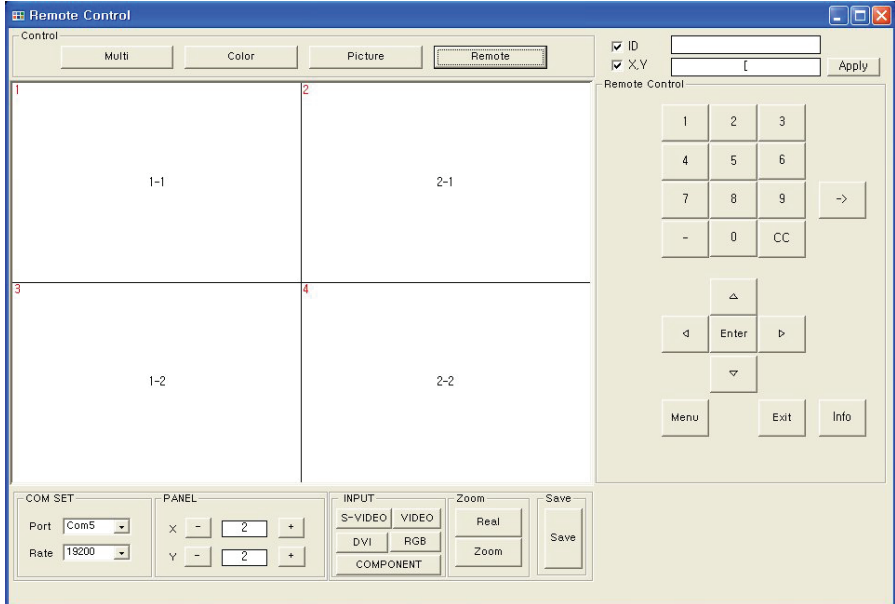 Remote Control
Control
Multi Color Picture Remote
ID
X,Y [ Apply
1 2
1-1 2-1
3 4
1-2 2-2
Remote Control
1 2 3
4 5 6
7 8 9 ->
- 0 CC
Enter
Menu Exit Info
COM SET
Port Com5
Rate 19200
PANEL
X - 2 +
Y - 2 +
INPUT
S-VIDEO VIDEO
DVI RGB
COMPONENT
Zoom
Real
Zoom
Save
Save